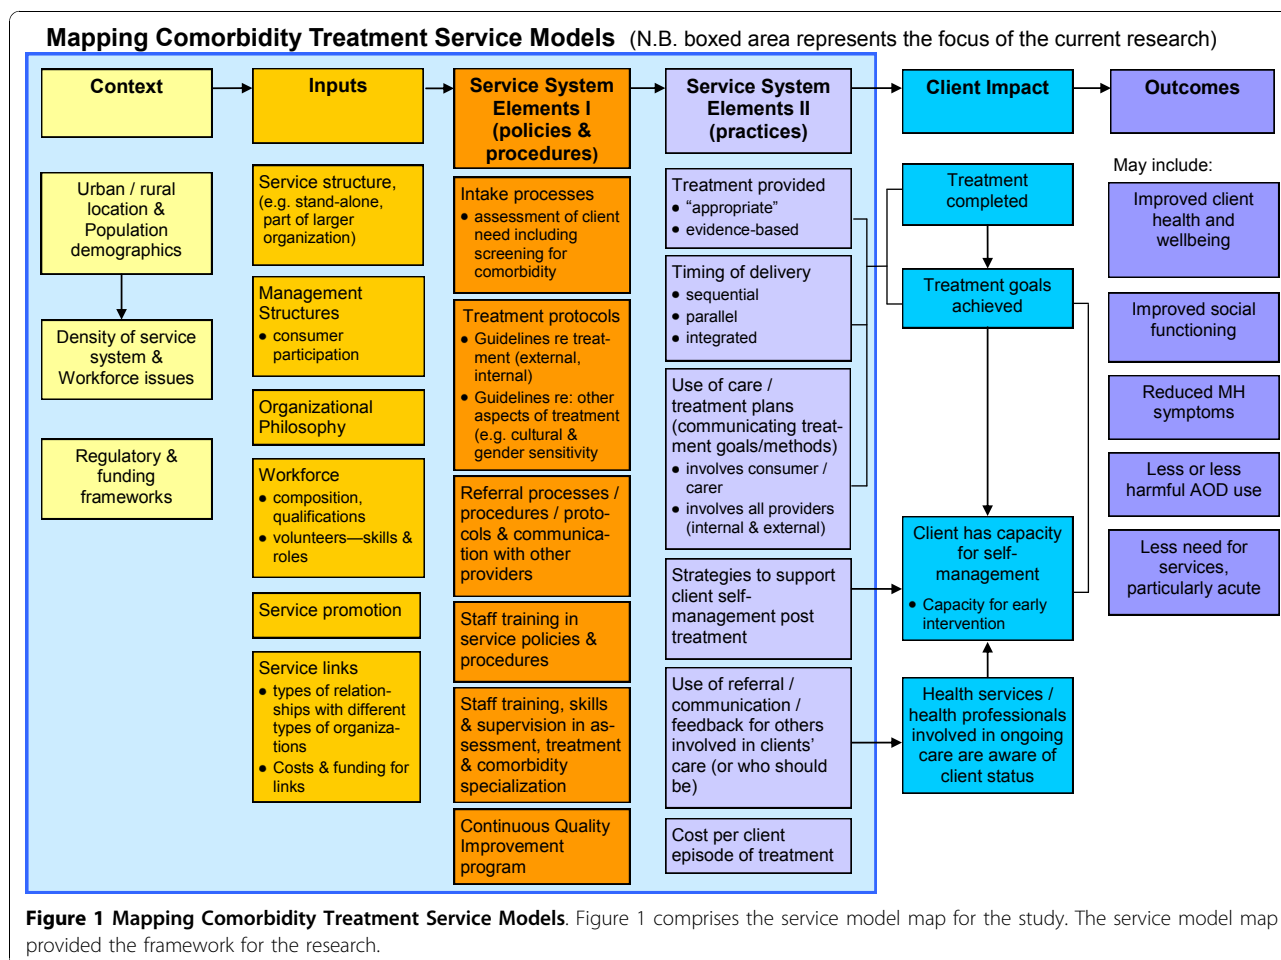 Mapping Comorbidity Treatment Service Models (N.B. boxed area represents the focus of the current research)
Context
Inputs
Service System
Elements I
(policies &
procedures)
Service System
Elements II
(practices)
Client Impact
Outcomes
Urban / rural
location &
Population
demographics
Density of service
system &
Workforce issues
Regulatory &
funding
frameworks
Service structure,
(e.g. stand-alone,
part of larger
organization)
Management
Structures
• consumer
participation
Organizational
Philosophy
Workforce
• composition,
qualifications
• volunteers—skills &
roles
Service promotion
Service links
• types of relation-
ships with different
types of organiza-
tions
• Costs & funding for
links
Intake processes
• assessment of client
need including
screening for
comorbidity
Treatment protocols
• Guidelines re treat-
ment (external,
internal)
• Guidelines re: other
aspects of treatment
(e.g. cultural &
gender sensitivity
Referral processes /
procedures / proto-
cols & communica-
tion with other
providers
Staff training in
service policies &
procedures
Staff training, skills
& supervision in as-
sessment, treatment
& comorbidity
specialization
Continuous Quality
Improvement
program
Treatment provided
• “appropriate”
• evidence-based
Timing of delivery
• sequential
• parallel
• integrated
Use of care /
treatment plans
(communicating treat-
ment goals/methods)
• involves consumer /
carer
• involves all providers
(internal & external)
Strategies to support
client self-
management post
treatment
Use of referral /
communication /
feedback for others
involved in clients’
care (or who should
be)
Cost per client
episode of treatment
Treatment
completed
Treatment goals
achieved
Client has capacity
for self-
management
• Capacity for early
intervention
Health services /
health professionals
involved in ongoing
care are aware of
client status
May include:
Improved client
health and
wellbeing
Improved social
functioning
Reduced MH
symptoms
Less or less
harmful AOD use
Less need for
services,
particularly acute
Figure 1 Mapping Comorbidity Treatment Service Models. Figure 1 comprises the service model map for the study. The service model map
provided the framework for the research.